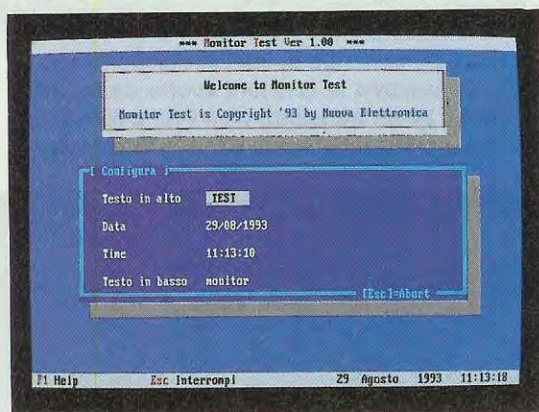 *** Monitor Test Ver 1.00 ***
Welcome to Monitor Test
Monitor Test is Copyright '93 by Nuova Elettronica
[ Configura ]
Testo in alto TEST
Data 29/08/1993
Time 11:13:10
Testo in basso monitor
[Esc]=Abort
F1 Help Esc Interrompi 29 Agosto 1993 11:13:18